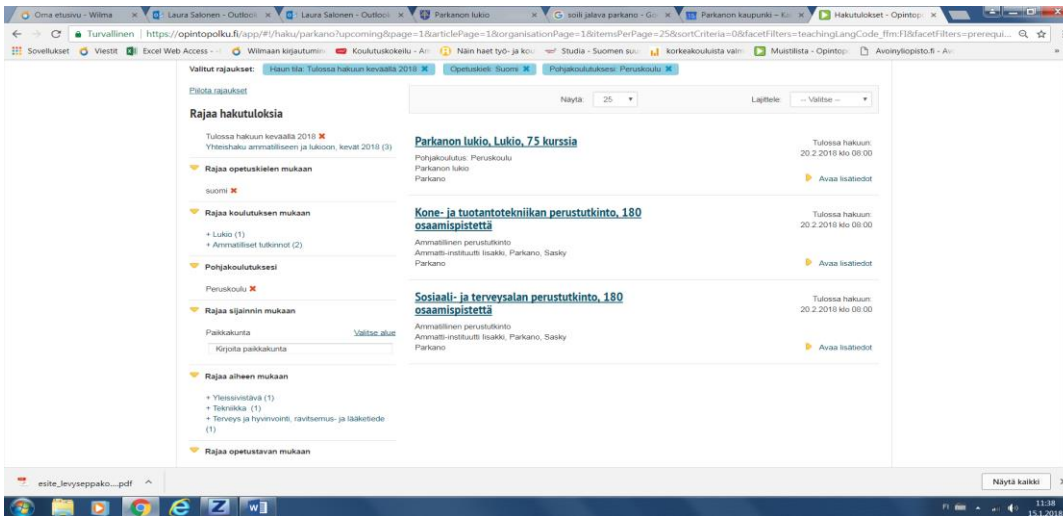 Oma etusivu - Wilma
Laura Salonen - Outlook
Laura Salonen - Outlook
Parkanon lukio
soili jalava parkano - Go
Parkanon kaupunki – K
Hakutulokset - Opintop
Turvallinen | https://opintopolku.fi/app/#!/haku/parkano?upcoming&page=1&articlePage=1&organisationPage=1&itemsPerPage=25&sortCriteria=0&facetFilters=teachingLangCode_ffm:FI&facetFilters=prerequi...
Sovellukset Viestit Excel Web Access - Wilmaan kirjautumin Koulutuskokeilu - An Näin haet työ- ja kou Studia - Suomen suu korkeakouluista valm Muistilista - Opintop Avoinyliopisto.fi - Av
Valitut rajaukset: Haun tila: Tulossa hakuun keväällä 2018 Opetuskieli: Suomi Pohjakoulutuksesi: Peruskoulu
Piilota rajaukset
Rajaa hakutuloksia
Tulossa hakuun keväällä 2018
Yhteishaku ammatilliseen ja lukioon, kevät 2018 (3)
Rajaa opetuskielen mukaan
suomi
Rajaa koulutuksen mukaan
+ Lukio (1)
+ Ammatilliset tutkinnot (2)
Pohjakoulutuksesi
Peruskoulu
Rajaa sijainnin mukaan
Paikkakunta Valitse alue
Kirjoita paikkakunta
Rajaa aiheen mukaan
+ Yleissivistävä (1)
+ Tekniikka (1)
+ Terveys ja hyvinvointi, ravitsemus- ja lääketiede
(1)
Rajaa opetustavan mukaan
Näytä: 25 Lajittele: -- Valitse --
Parkanon lukio, Lukio, 75 kurssia
Pohjakoulutus: Peruskoulu
Parkanon lukio
Parkano
Tulossa hakuun:
20.2.2018 klo 08:00
Avaa lisätiedot
Kone- ja tuotantotekniikan perustutkinto, 180
osaamispistettä
Ammatillinen perustutkinto
Ammatti-instituutti Iisakki, Parkano, Sasky
Parkano
Tulossa hakuun:
20.2.2018 klo 08:00
Avaa lisätiedot
Sosiaali- ja terveysalan perustutkinto, 180
osaamispistettä
Ammatillinen perustutkinto
Ammatti-instituutti Iisakki, Parkano, Sasky
Parkano
Tulossa hakuun:
20.2.2018 klo 08:00
Avaa lisätiedot
esite_levyseppako....pdf
Näytä kaikki
FI
11:38
15.1.2018